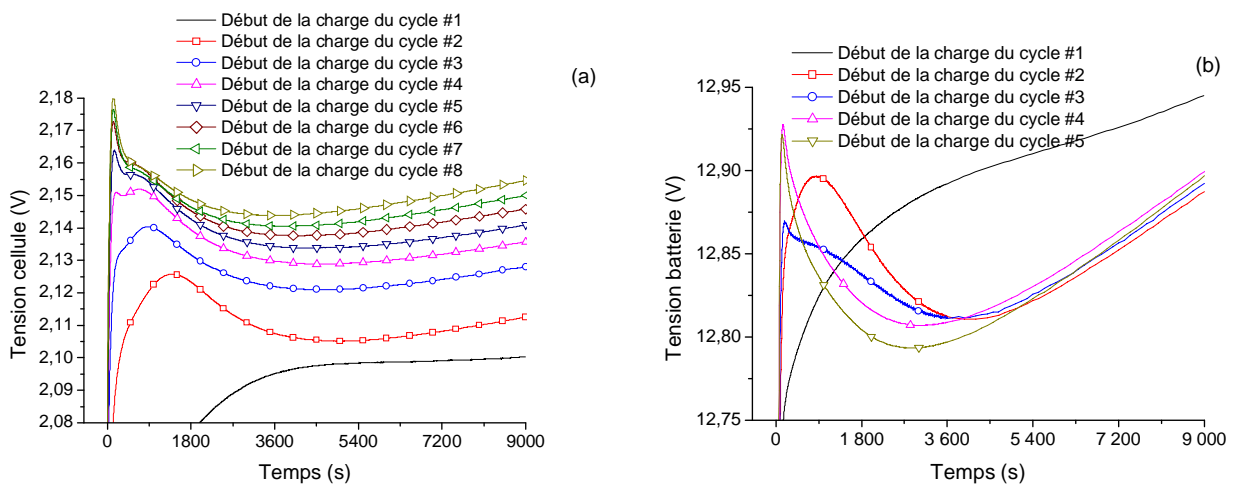 Début de la charge du cycle #1
Début de la charge du cycle #2
Début de la charge du cycle #3
Début de la charge du cycle #4
Début de la charge du cycle #5
Début de la charge du cycle #6
Début de la charge du cycle #7
Début de la charge du cycle #8
(a)
2,18
2,17
2,16
2,15
2,14
2,13
2,12
2,11
2,10
2,09
2,08
Tension cellule (V)
0 1800 3600 5400 7200 9000
Temps (s)
Début de la charge du cycle #1
Début de la charge du cycle #2
Début de la charge du cycle #3
Début de la charge du cycle #4
Début de la charge du cycle #5
(b)
12,95
12,90
12,85
12,80
12,75
Tension batterie (V)
0 1 800 3 600 5 400 7 200 9 000
Temps (s)